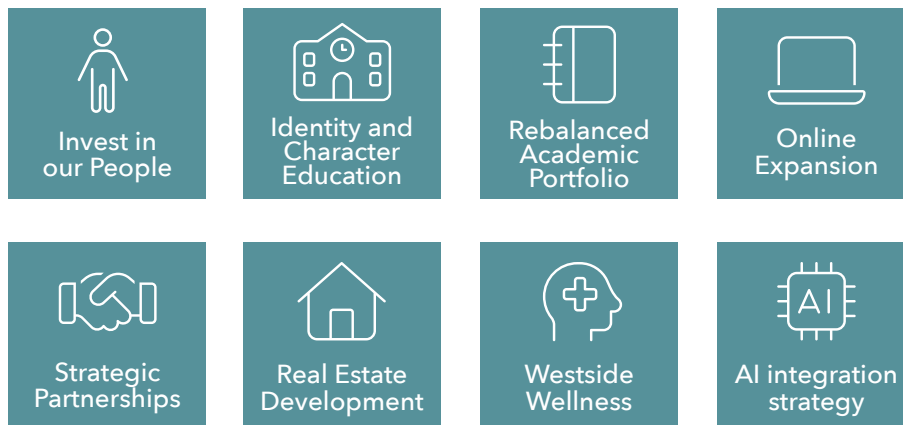 Invest in
our People
Identity and
Character
Education
Rebalanced
Academic
Portfolio
Online
Expansion
Strategic
Partnerships
Real Estate
Development
Westside
Wellness
AI
AI integration
strategy